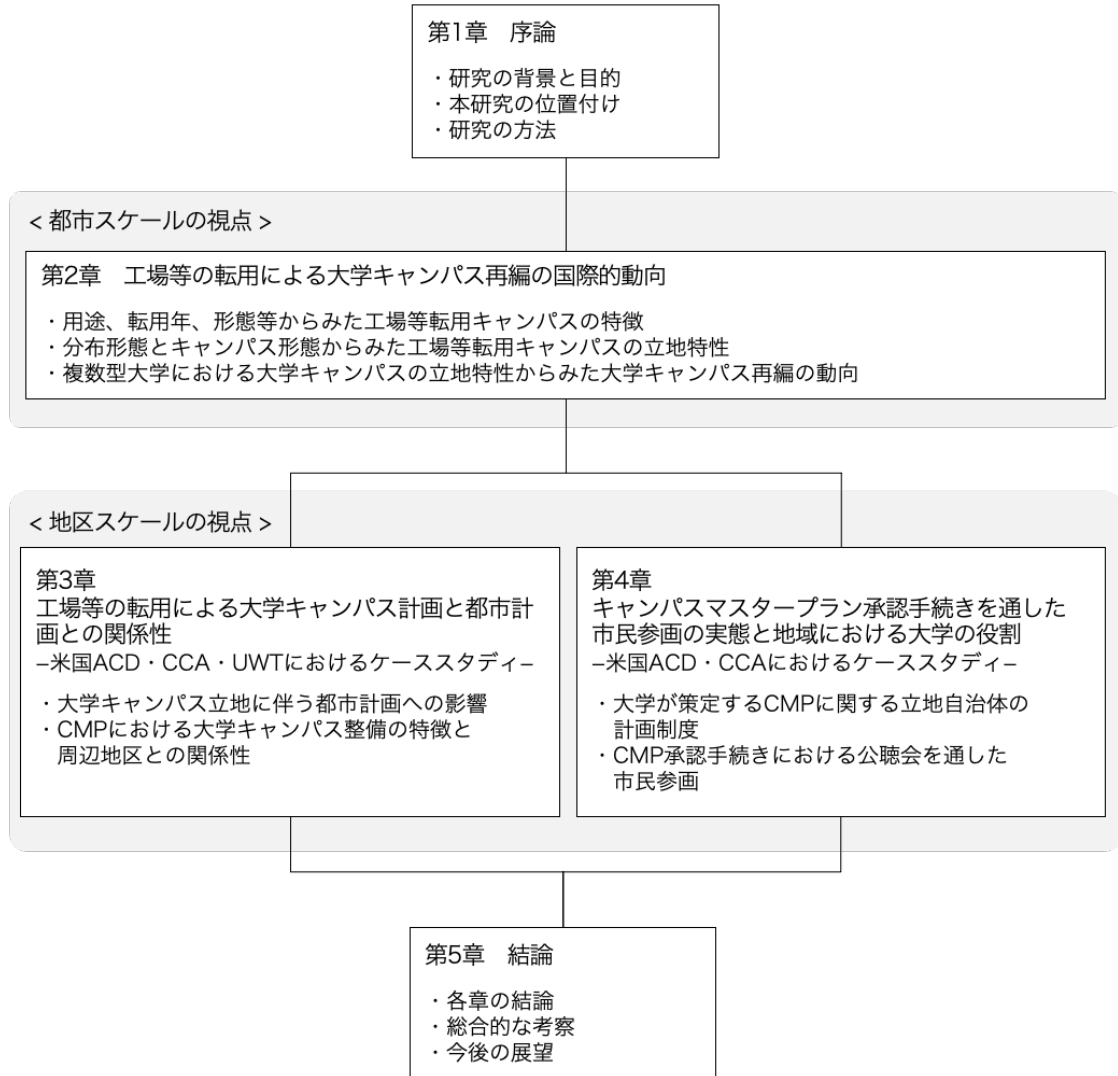 第1章　序論
・研究の背景と目的
・本研究の位置付け
・研究の方法
< 都市スケールの視点 >
第2章　工場等の転用による大学キャンパス再編の国際的動向
・用途、転用年、形態等からみた工場等転用キャンパスの特徴
・分布形態とキャンパス形態からみた工場等転用キャンパスの立地特性
・複数型大学における大学キャンパスの立地特性からみた大学キャンパス再編の動向
< 地区スケールの視点 >
第3章
工場等の転用による大学キャンパス計画と都市計
画との関係性
–米国ACD・CCA・UWTにおけるケーススタディ–
・大学キャンパス立地に伴う都市計画への影響
・CMPにおける大学キャンパス整備の特徴と
周辺地区との関係性
第4章
キャンパスマスタープラン承認手続きを通した
市民参画の実態と地域における大学の役割
–米国ACD・CCAにおけるケーススタディ–
・大学が策定するCMPに関する立地自治体の
計画制度
・CMP承認手続きにおける公聴会を通した
市民参画
第5章　結論
・各章の結論
・総合的な考察
・今後の展望